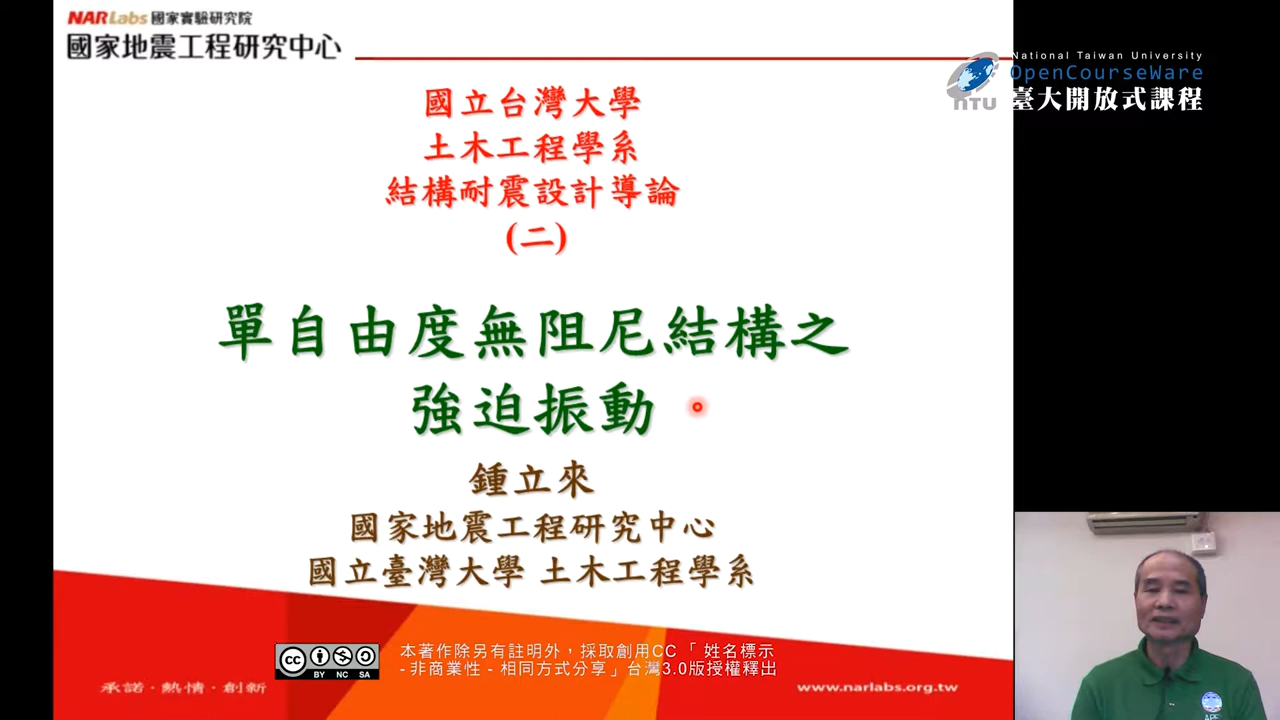 NARLabs 國家實驗研究院
國家地震工程研究中心
National Taiwan University
OpenCourseWare
臺大開放式課程
NTU
國立台灣大學
土木工程學系
結構耐震設計導論
(二)
單自由度無阻尼結構之
強迫振動
鍾立來
國家地震工程研究中心
國立臺灣大學 土木工程學系
cc BY NC SA
本著作除另有註明外，採取創用CC「 姓名標示
- 非商業性 - 相同方式分享」台灣3.0版授權釋出
承諾·熱情·創新
www.narlabs.org.tw